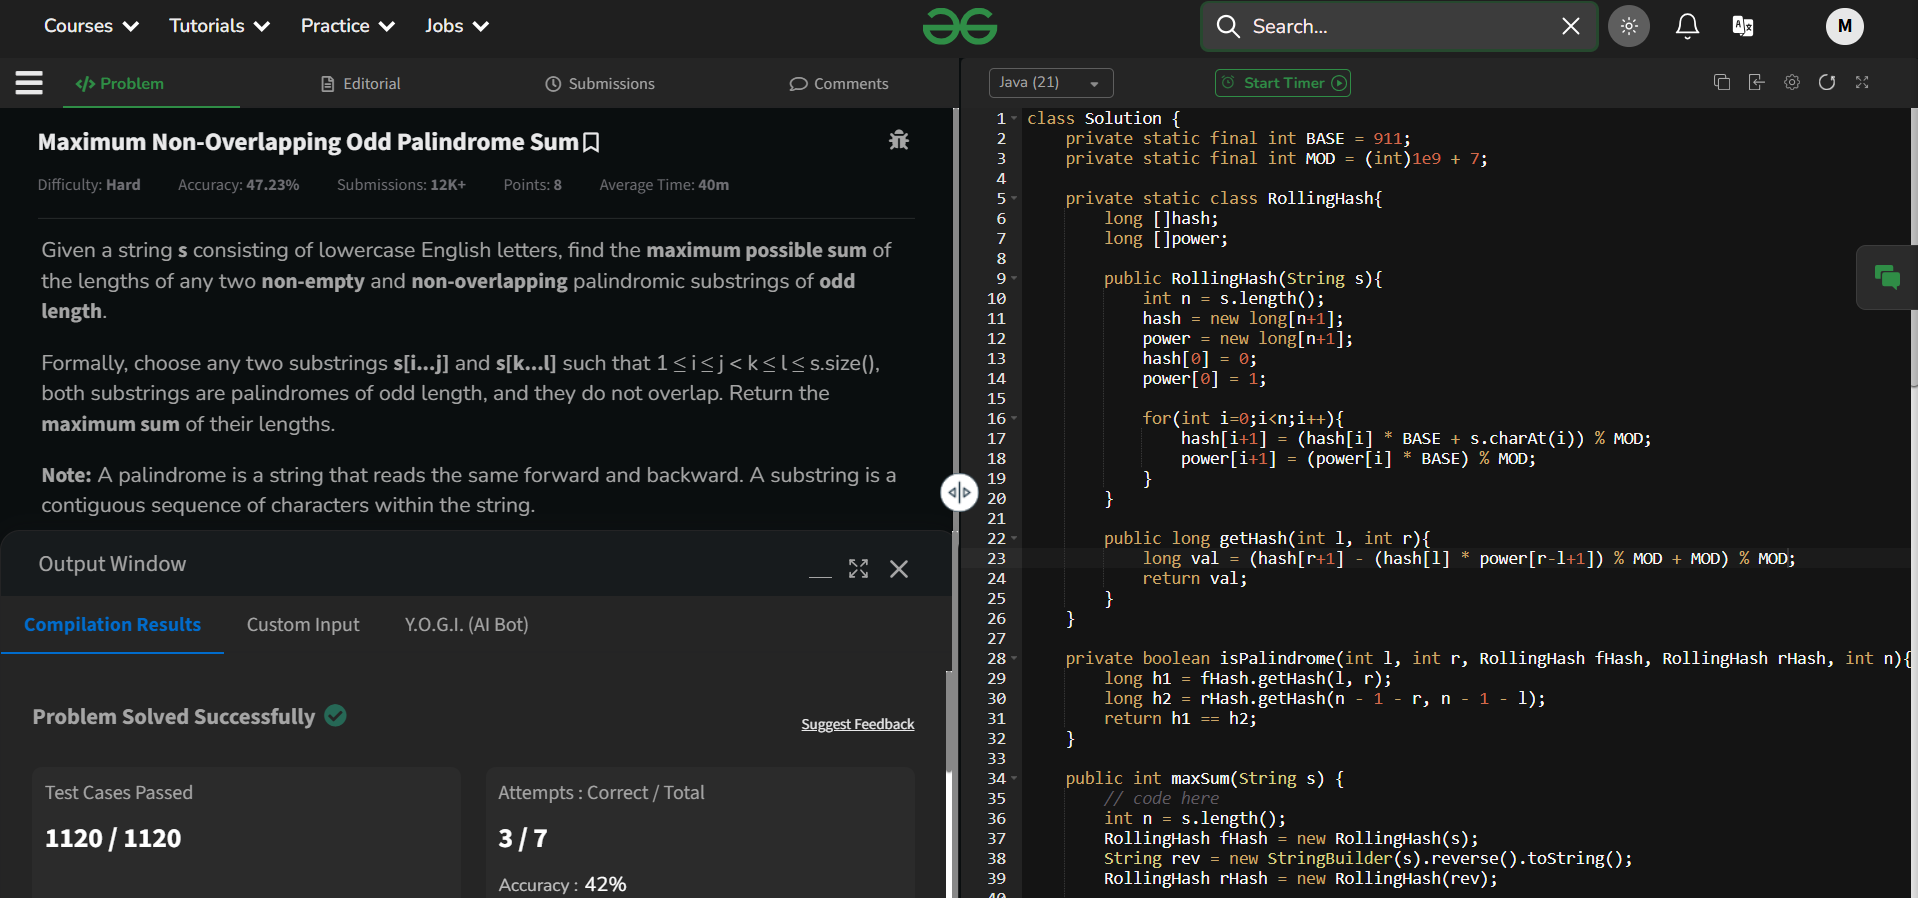 Courses Tutorials Practice Jobs Search... M
Problem Editorial Submissions Comments
Java (21) Start Timer
Maximum Non-Overlapping Odd Palindrome Sum
Difficulty: Hard Accuracy: 47.23% Submissions: 12K+ Points: 8 Average Time: 40m
Given a string s consisting of lowercase English letters, find the maximum possible sum of
the lengths of any two non-empty and non-overlapping palindromic substrings of odd
length.
Formally, choose any two substrings s[i...j] and s[k...l] such that 1 ≤ i ≤ j < k ≤ l ≤ s.size(),
both substrings are palindromes of odd length, and they do not overlap. Return the
maximum sum of their lengths.
Note: A palindrome is a string that reads the same forward and backward. A substring is a
contiguous sequence of characters within the string.
Output Window
Compilation Results Custom Input Y.O.G.I. (AI Bot)
Problem Solved Successfully
Suggest Feedback
Test Cases Passed
1120 / 1120
Attempts : Correct / Total
3 / 7
Accuracy : 42%
1 class Solution {
2 private static final int BASE = 911;
3 private static final int MOD = (int)1e9 + 7;
4
5 private static class RollingHash{
6 long []hash;
7 long []power;
8
9 public RollingHash(String s){
10 int n = s.length();
11 hash = new long[n+1];
12 power = new long[n+1];
13 hash[0] = 0;
14 power[0] = 1;
15
16 for(int i=0;i<n;i++){
17 hash[i+1] = (hash[i] * BASE + s.charAt(i)) % MOD;
18 power[i+1] = (power[i] * BASE) % MOD;
19 }
20 }
21
22 public long getHash(int l, int r){
23 long val = (hash[r+1] - (hash[l] * power[r-l+1]) % MOD + MOD) % MOD;
24 return val;
25 }
26 }
27
28 private boolean isPalindrome(int l, int r, RollingHash fHash, RollingHash rHash, int n){
29 long h1 = fHash.getHash(l, r);
30 long h2 = rHash.getHash(n - 1 - r, n - 1 - l);
31 return h1 == h2;
32 }
33
34 public int maxSum(String s) {
35 // code here
36 int n = s.length();
37 RollingHash fHash = new RollingHash(s);
38 String rev = new StringBuilder(s).reverse().toString();
39 RollingHash rHash = new RollingHash(rev);
40